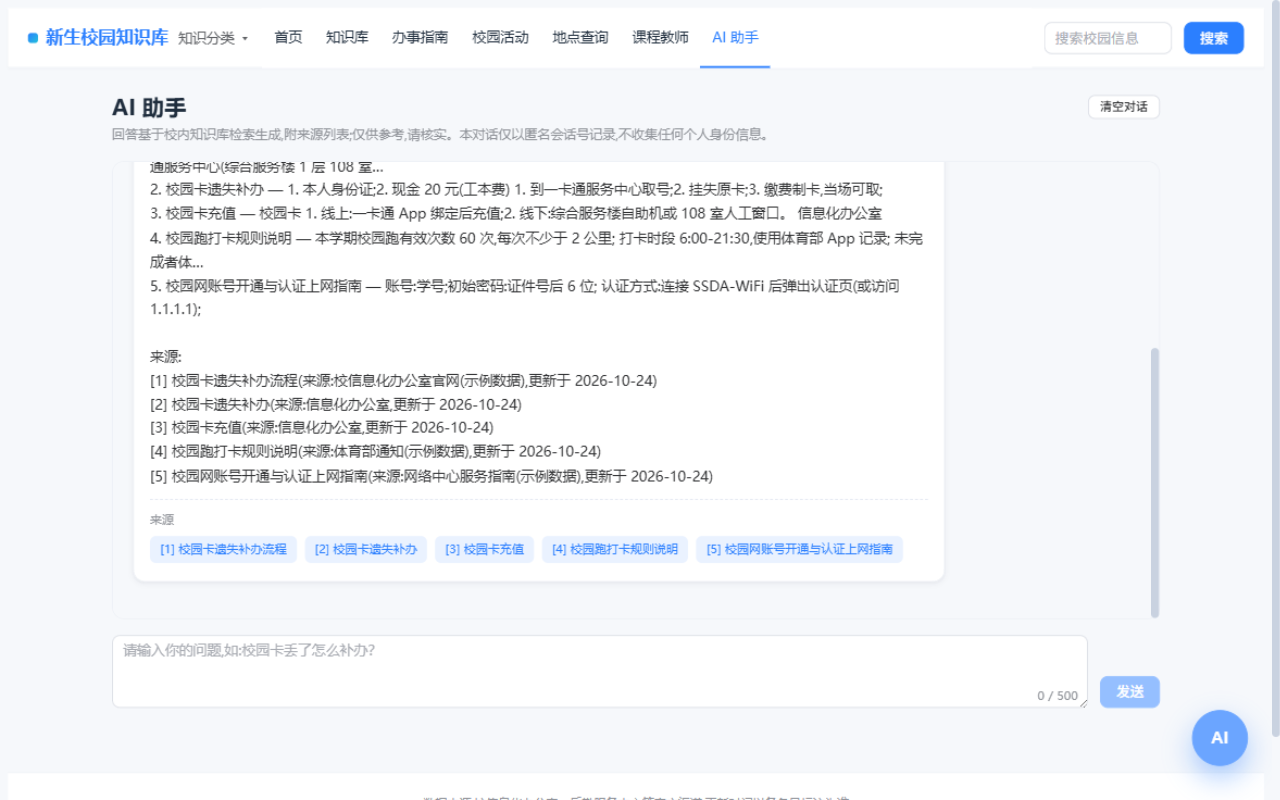 新生校园知识库 知识分类 首页 知识库 办事指南 校园活动 地点查询 课程教师 AI 助手 搜索校园信息 搜索
AI 助手 清空对话
回答基于校内知识库检索生成,附来源列表;仅供参考,请核实。本对话仅以匿名会话号记录,不收集任何个人身份信息。
通服务中心(综合服务楼 1 层 108 室...
2. 校园卡遗失补办 — 1. 本人身份证;2. 现金 20 元(工本费) 1. 到一卡通服务中心取号;2. 挂失原卡;3. 缴费制卡,当场可取;
3. 校园卡充值 — 校园卡 1. 线上:一卡通 App 绑定后充值;2. 线下:综合服务楼自助机或 108 室人工窗口。 信息化办公室
4. 校园跑打卡规则说明 — 本学期校园跑有效次数 60 次,每次不少于 2 公里; 打卡时段 6:00-21:30,使用体育部 App 记录; 未完
成者体...
5. 校园网账号开通与认证上网指南 — 账号:学号;初始密码:证件号后 6 位; 认证方式:连接 SSDA-WiFi 后弹出认证页(或访问
1.1.1.1);
来源:
[1] 校园卡遗失补办流程(来源:校信息化办公室官网(示例数据),更新于 2026-10-24)
[2] 校园卡遗失补办(来源:信息化办公室,更新于 2026-10-24)
[3] 校园卡充值(来源:信息化办公室,更新于 2026-10-24)
[4] 校园跑打卡规则说明(来源:体育部通知(示例数据),更新于 2026-10-24)
[5] 校园网账号开通与认证上网指南(来源:网络中心服务指南(示例数据),更新于 2026-10-24)
来源
[1] 校园卡遗失补办流程 [2] 校园卡遗失补办 [3] 校园卡充值 [4] 校园跑打卡规则说明 [5] 校园网账号开通与认证上网指南
请输入你的问题,如:校园卡丢了怎么补办?
0 / 500 发送
AI